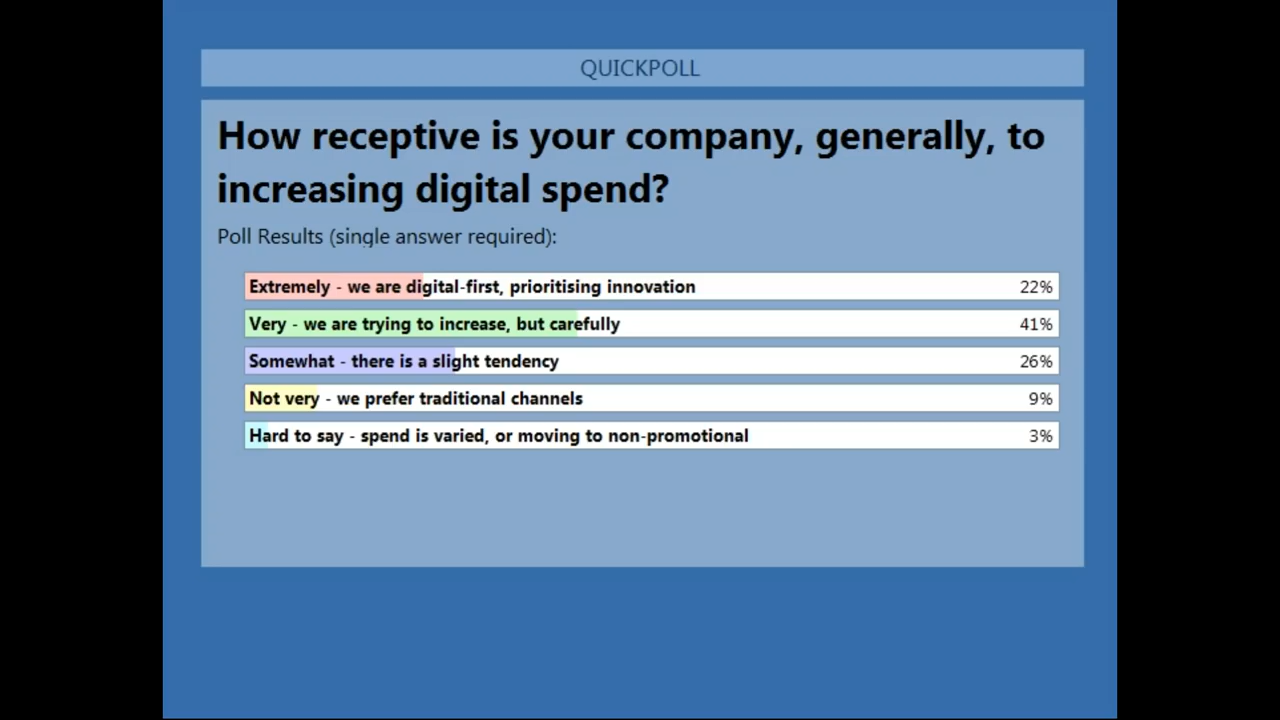 QUICKPOLL
How receptive is your company, generally, to
increasing digital spend?
Poll Results (single answer required):
Extremely - we are digital-first, prioritising innovation 22%
Very - we are trying to increase, but carefully 41%
Somewhat - there is a slight tendency 26%
Not very - we prefer traditional channels 9%
Hard to say - spend is varied, or moving to non-promotional 3%